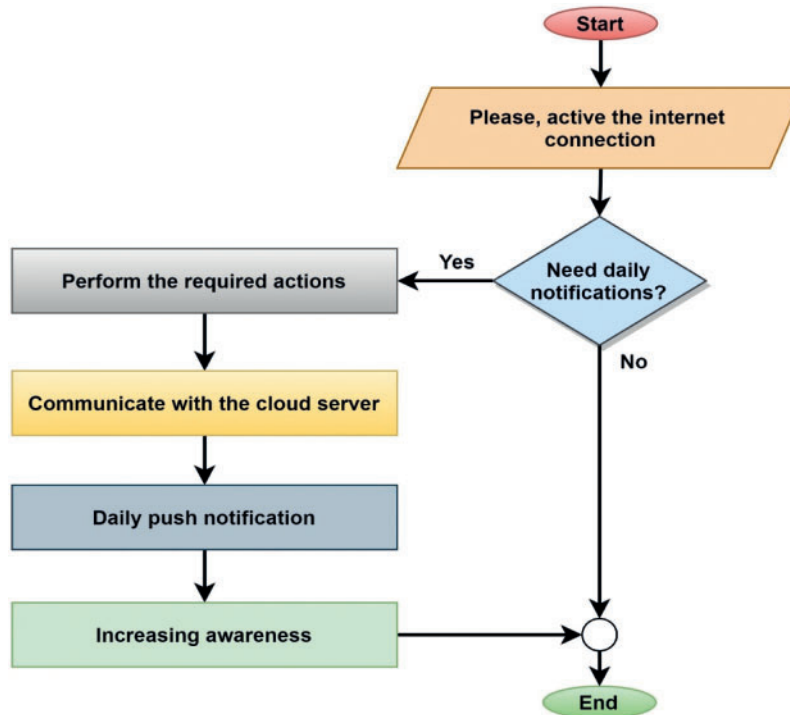 Start
Please, active the internet
connection
Need daily
notifications?
Yes
No
Perform the required actions
Communicate with the cloud server
Daily push notification
Increasing awareness
End